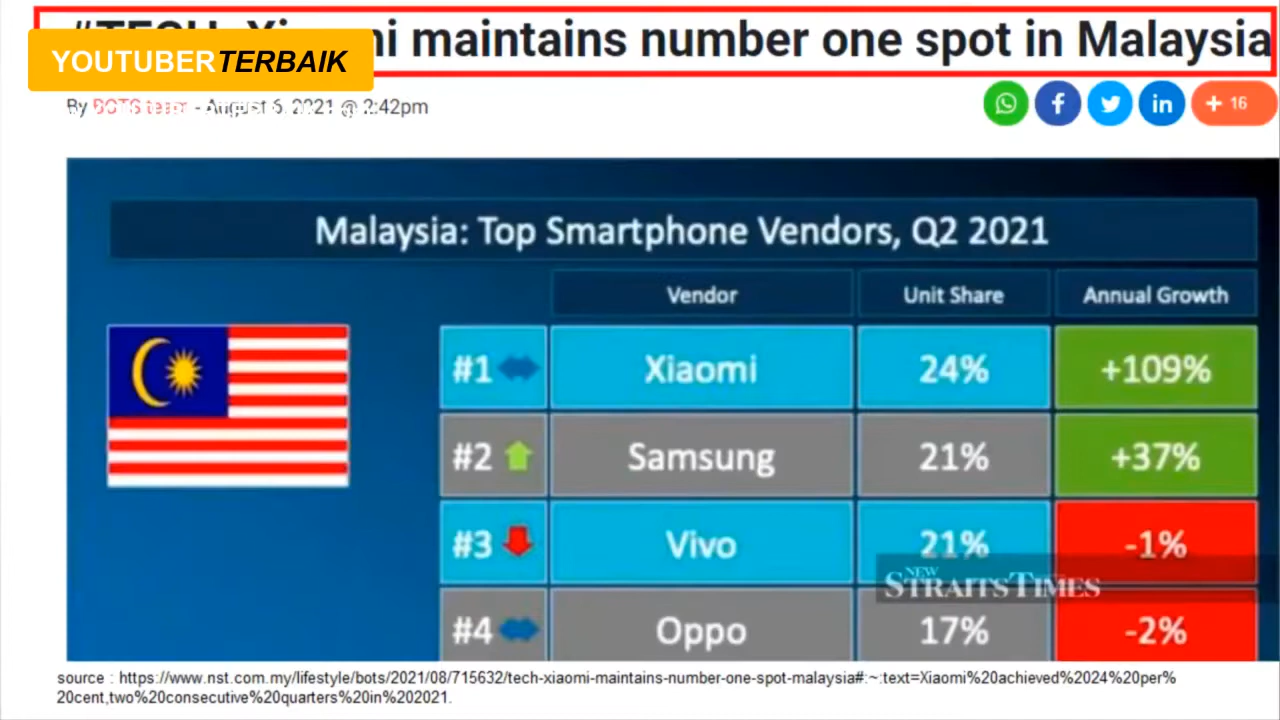 maintains number one spot in Malaysia
YOUTUBERTERBAIK
By BOTS team - August 6, 2021 @ 2:42pm
+ 16
Malaysia: Top Smartphone Vendors, Q2 2021
Vendor Unit Share Annual Growth
#1 Xiaomi 24% +109%
#2 Samsung 21% +37%
#3 Vivo 21% -1%
NEW
STRAITS TIMES
#4 Oppo 17% -2%
source : https://www.nst.com.my/lifestyle/bots/2021/08/715632/tech-xiaomi-maintains-number-one-spot-malaysia#:~:text=Xiaomi%20achieved%2024%20per%
20cent,two%20consecutive%20quarters%20in%202021.